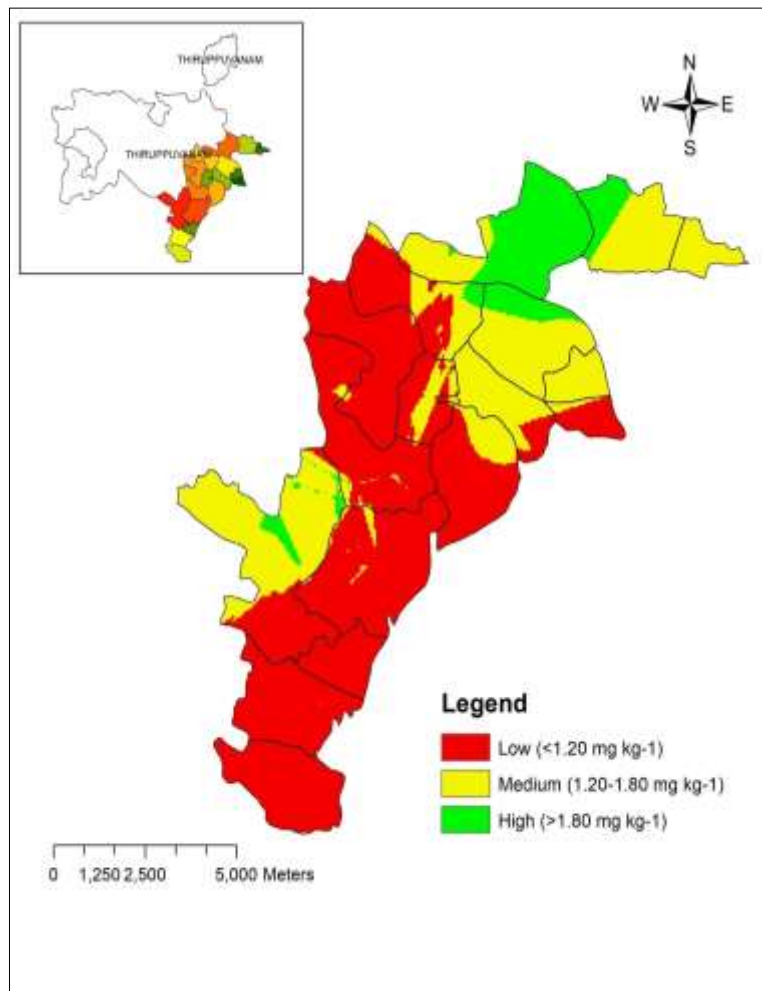 THIRUPPUVANAM
THIRUPPUVANAM
N
W E
S
Legend
Low (<1.20 mg kg-1)
Medium (1.20-1.80 mg kg-1)
High (>1.80 mg kg-1)
0 1,250 2,500 5,000 Meters